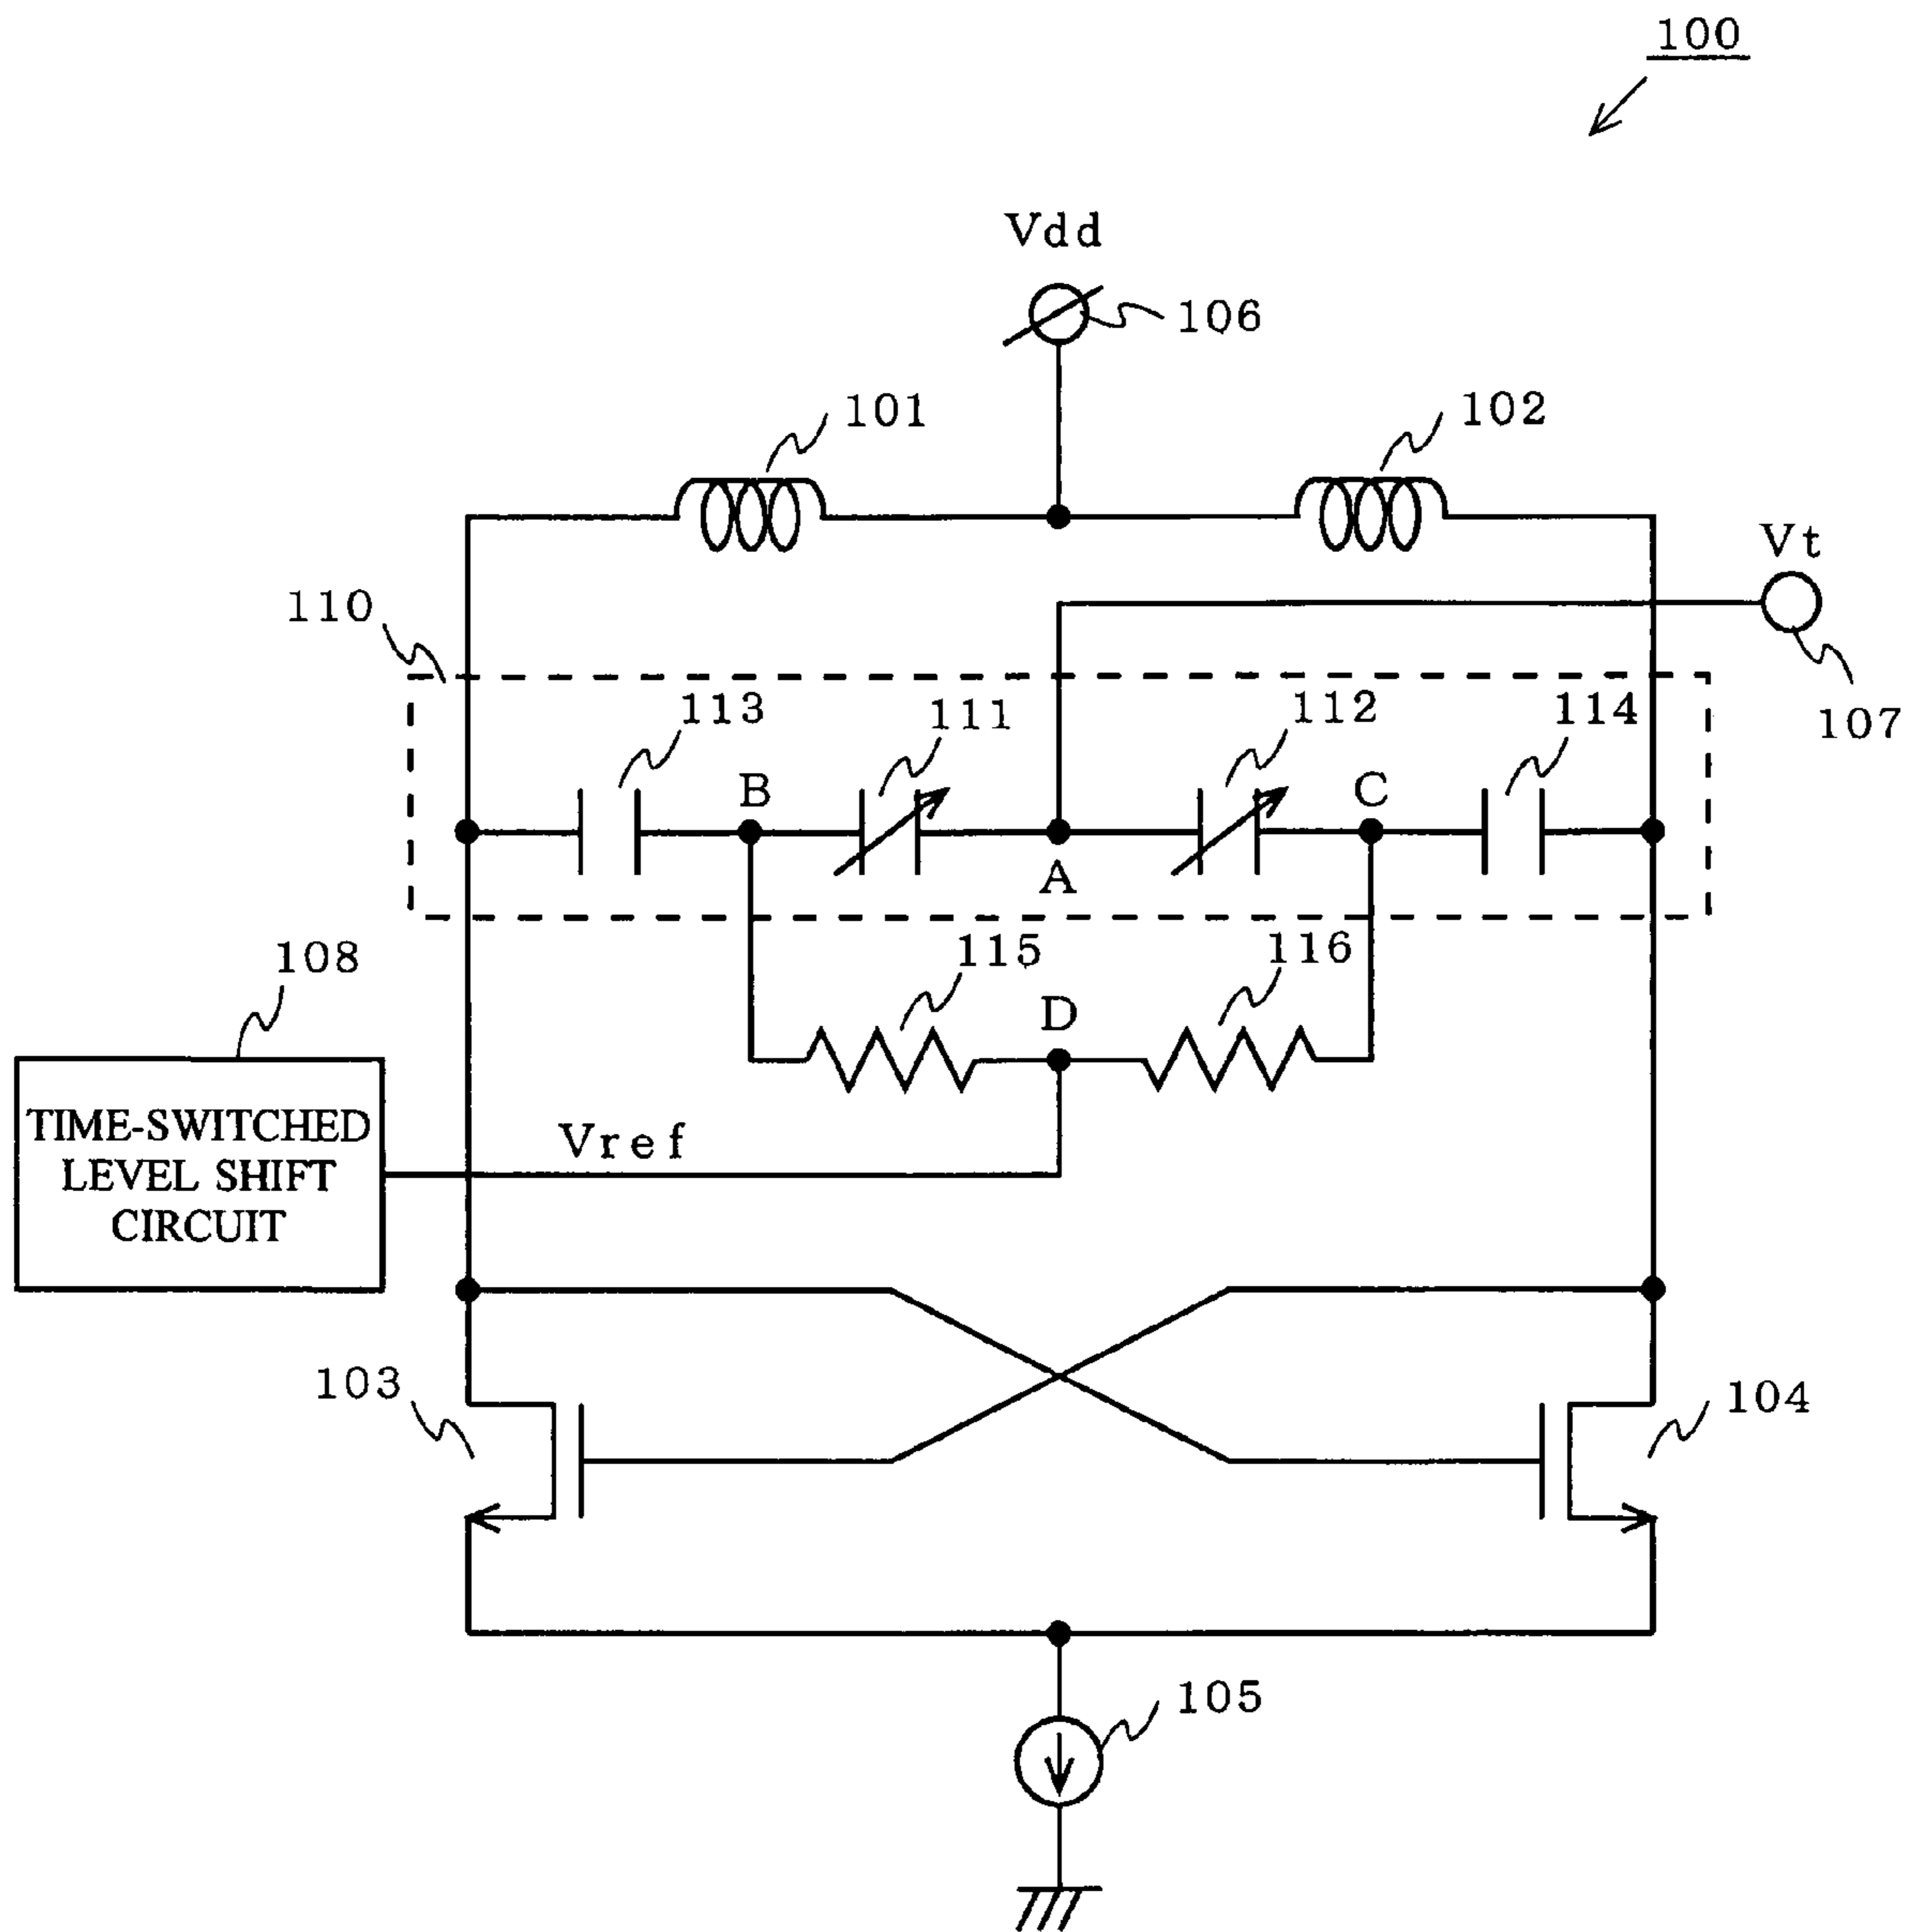 100
Vdd
106
101
102
Vt
110
107
113
111
112
114
B
C
A
108
115
116
D
TIME-SWITCHED
LEVEL SHIFT
CIRCUIT
Vref
103
104
105